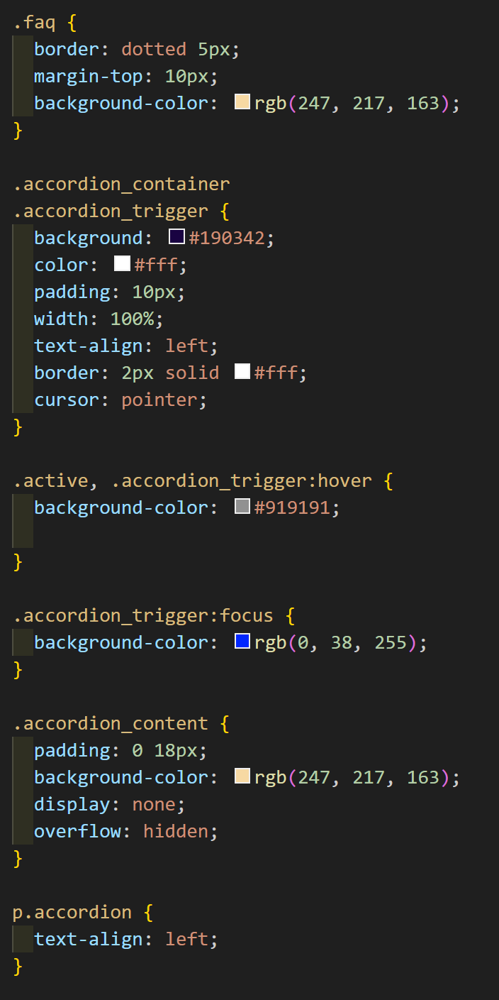 .faq {
border: dotted 5px;
margin-top: 10px;
background-color: rgb(247, 217, 163);
}
.accordion_container
.accordion_trigger {
background: #190342;
color: #fff;
padding: 10px;
width: 100%;
text-align: left;
border: 2px solid #fff;
cursor: pointer;
}
.active, .accordion_trigger:hover {
background-color: #919191;
}
.accordion_trigger:focus {
background-color: rgb(0, 38, 255);
}
.accordion_content {
padding: 0 18px;
background-color: rgb(247, 217, 163);
display: none;
overflow: hidden;
}
p.accordion {
text-align: left;
}